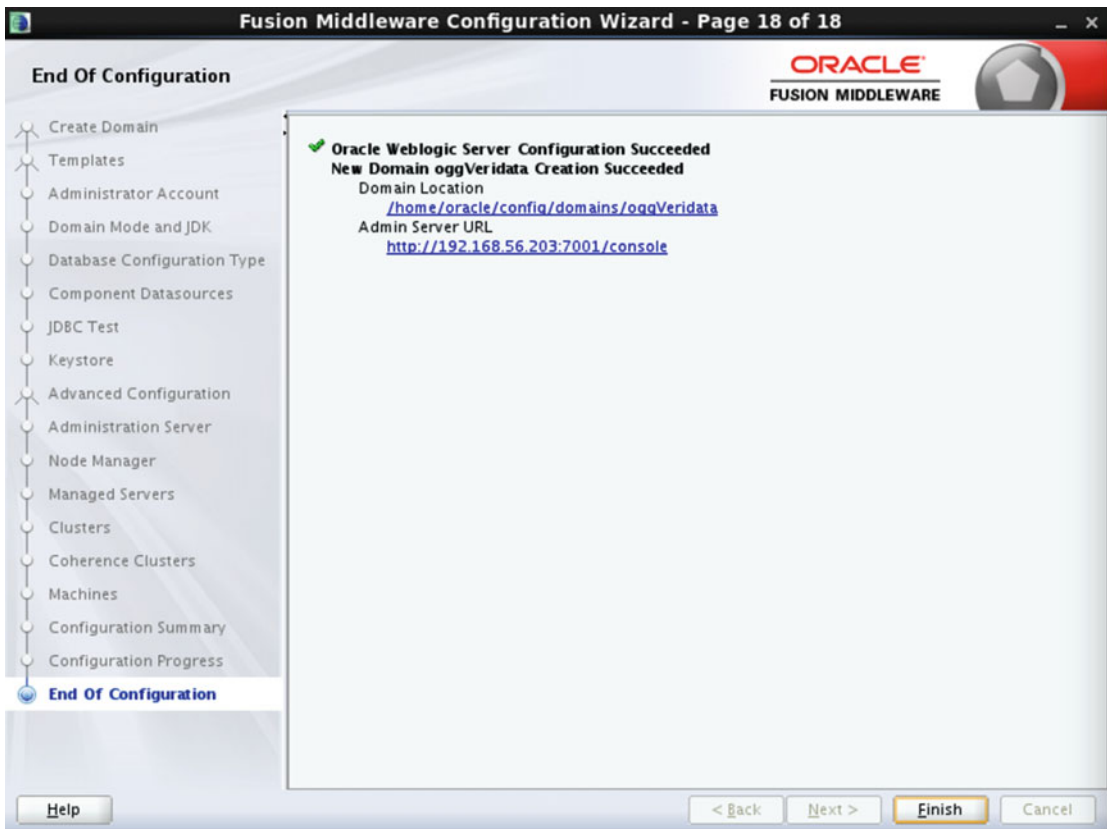 Fusion Middleware Configuration Wizard - Page 18 of 18
End Of Configuration
ORACLE
FUSION MIDDLEWARE
Create Domain
Templates
Administrator Account
Domain Mode and JDK
Database Configuration Type
Component Datasources
JDBC Test
Keystore
Advanced Configuration
Administration Server
Node Manager
Managed Servers
Clusters
Coherence Clusters
Machines
Configuration Summary
Configuration Progress
End Of Configuration
Oracle Weblogic Server Configuration Succeeded
New Domain oggVeridata Creation Succeeded
Domain Location
/home/oracle/config/domains/oggVeridata
Admin Server URL
http://192.168.56.203:7001/console
Help
< Back
Next >
Finish
Cancel